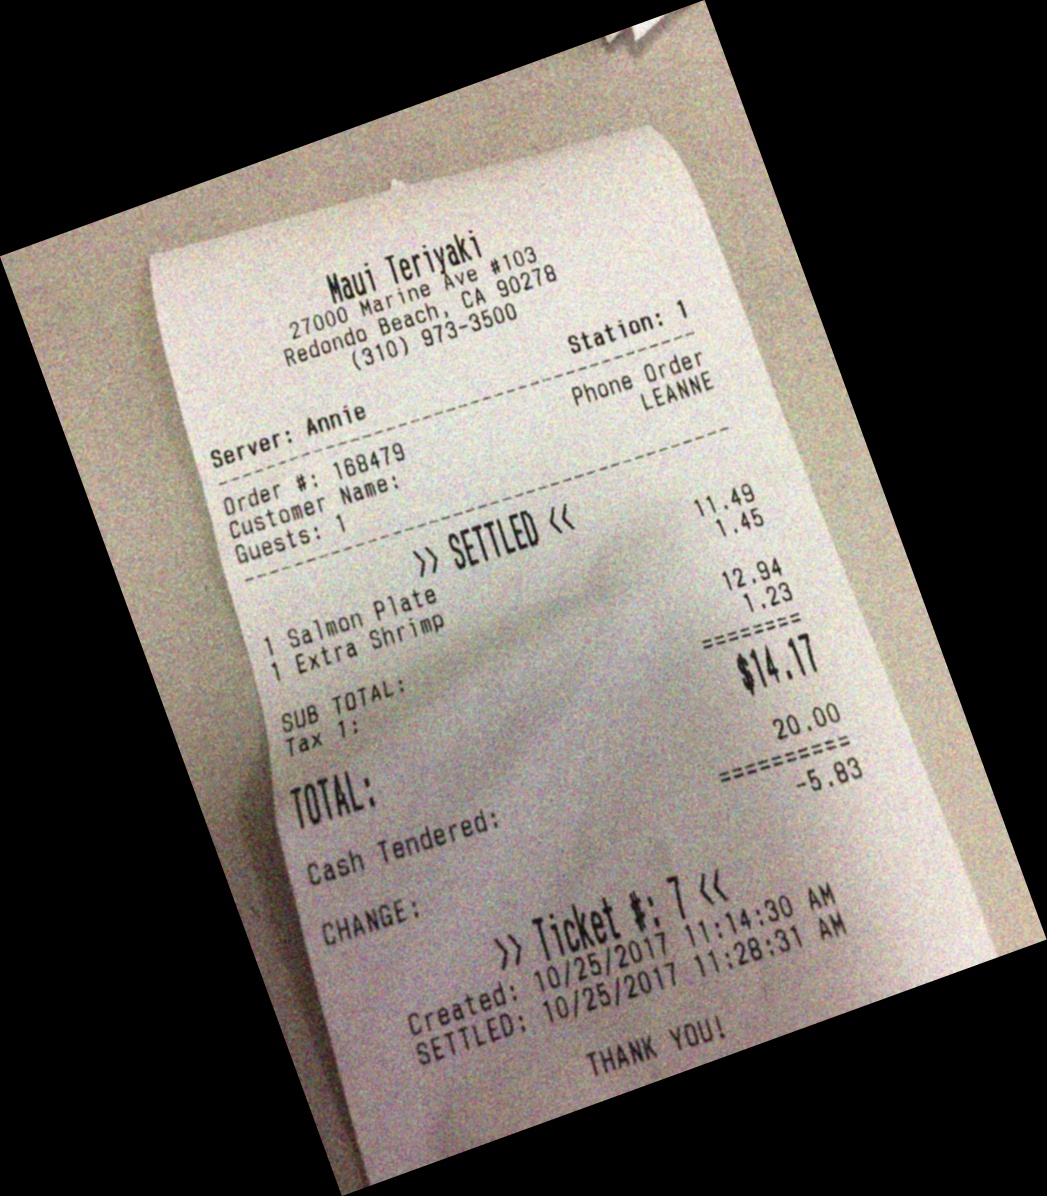 Maui Teriyaki
27000 Marine Ave #103
Redondo Beach, CA 90278
(310) 973-3500
Server: Annie Station: 1
Order #: 168479 Phone Order
Customer Name: LEANNE
Guests: 1
>> SETTLED <<
1 Salmon Plate 11.49
1 Extra Shrimp 1.45
SUB TOTAL: 12.94
Tax 1: 1.23
========
TOTAL: $14.17
Cash Tendered: 20.00
==========
CHANGE: -5.83
>> Ticket #: 7 <<
Created: 10/25/2017 11:14:30 AM
SETTLED: 10/25/2017 11:28:31 AM
THANK YOU!